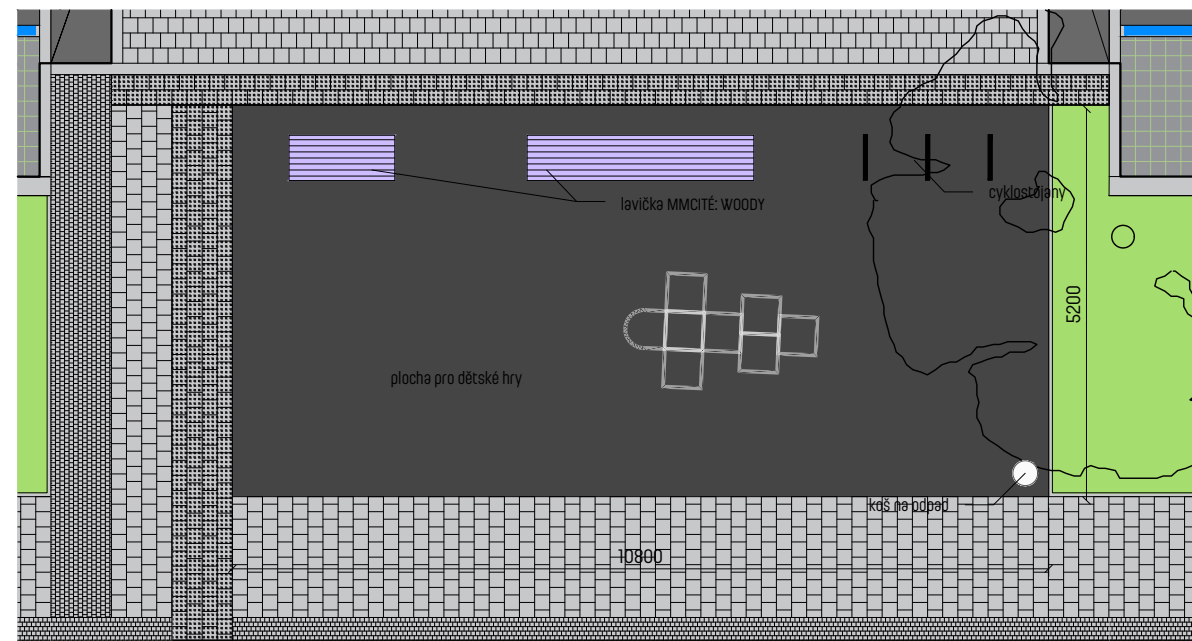 lavička MMCITÉ: WOODY
cyklostojany
5200
plocha pro dětské hry
koš na odpad
10800